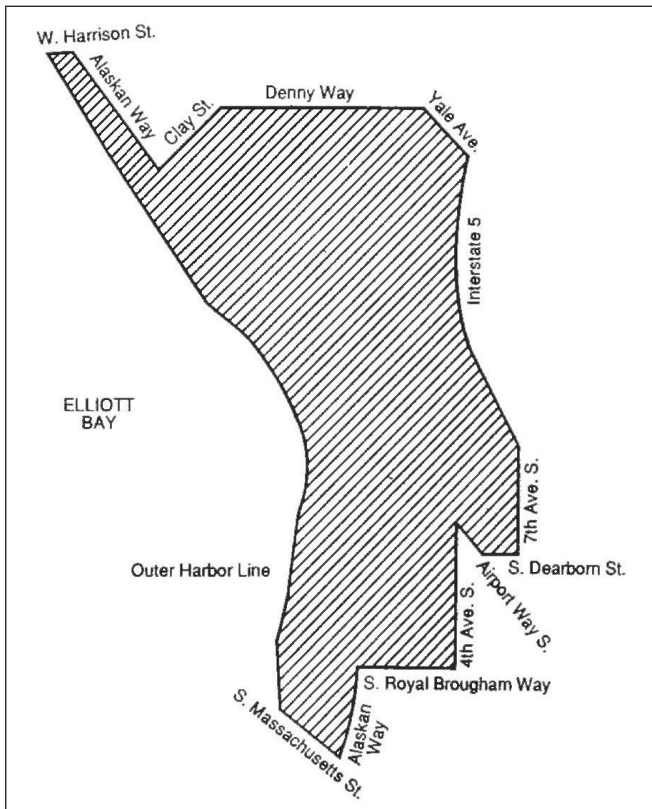 W. Harrison St.
Alaskan Way
Clay St.
Denny Way
Yale Ave.
Interstate 5
ELLIOTT
BAY
7th Ave. S.
Outer Harbor Line
S. Dearborn St.
Airport Way S.
4th Ave. S.
S. Royal Brougham Way
Alaskan
Way
S. Massachusetts St.